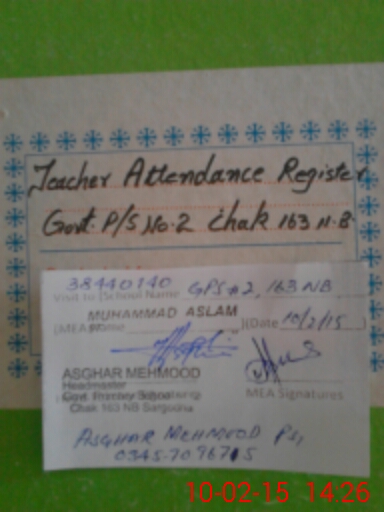 Teacher Attendance Register
Govt. P/S No.2 Chak 163 N.B.
38440140 GPS #2, 163 NB
Visit to (School Name
MUHAMMAD ASLAM
(MEA Name )(Date 10/2/15)
ASGHAR MEHMOOD
Headmaster
Govt. Primary School
Chak 163 NB Sargodha
MEA Signatures
ASGHAR MEHMOOD PST
0345-7096715
10-02-15 14:26